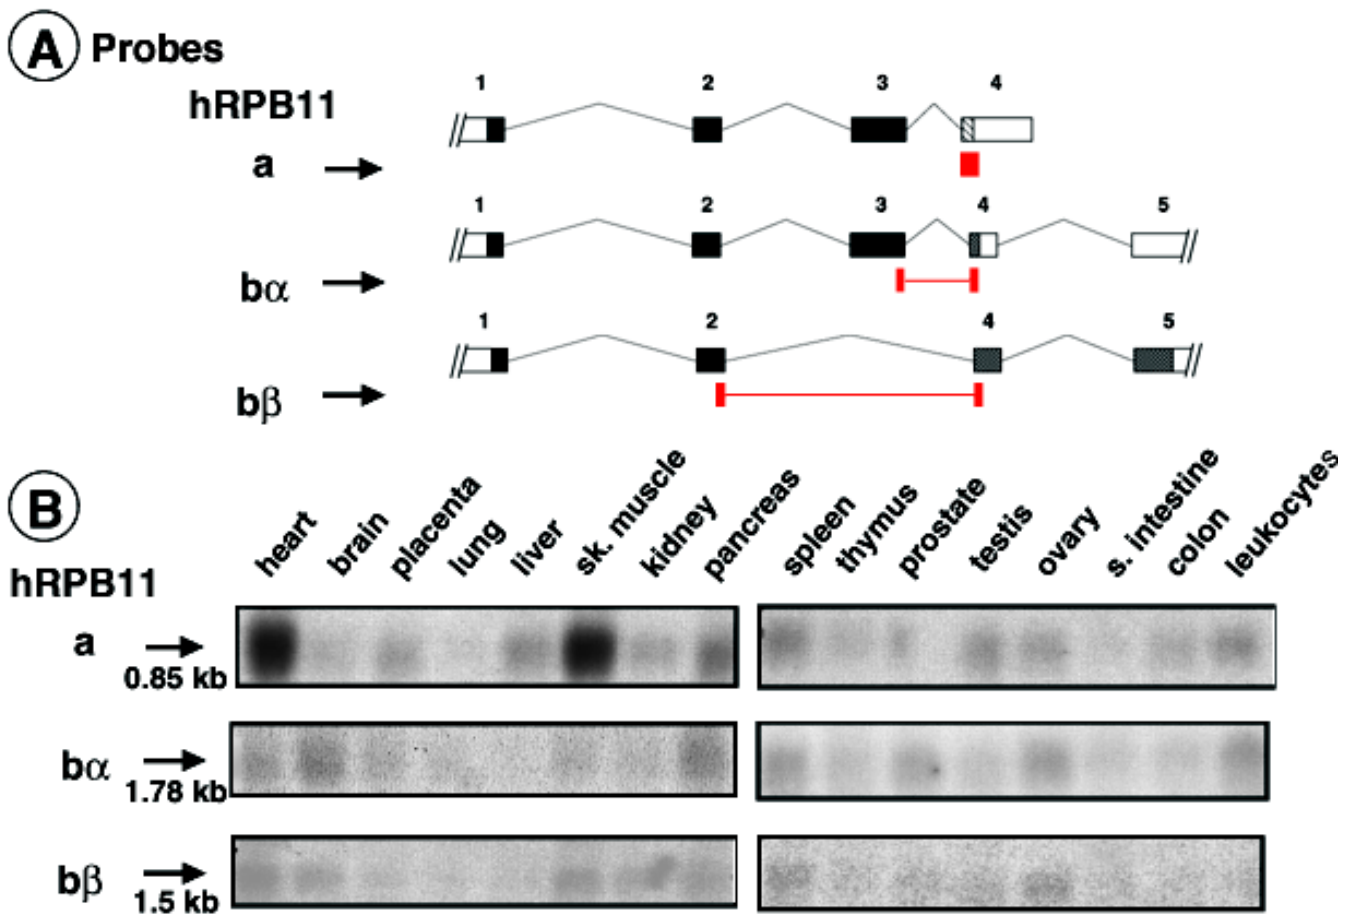 A Probes
hRPB11
1 2 3 4
a
1 2 3 4 5
bα
1 2 4 5
bβ
B
heart brain placenta lung liver sk. muscle kidney pancreas spleen thymus prostate testis ovary s. intestine colon leukocytes
hRPB11
a
0.85 kb
bα
1.78 kb
bβ
1.5 kb